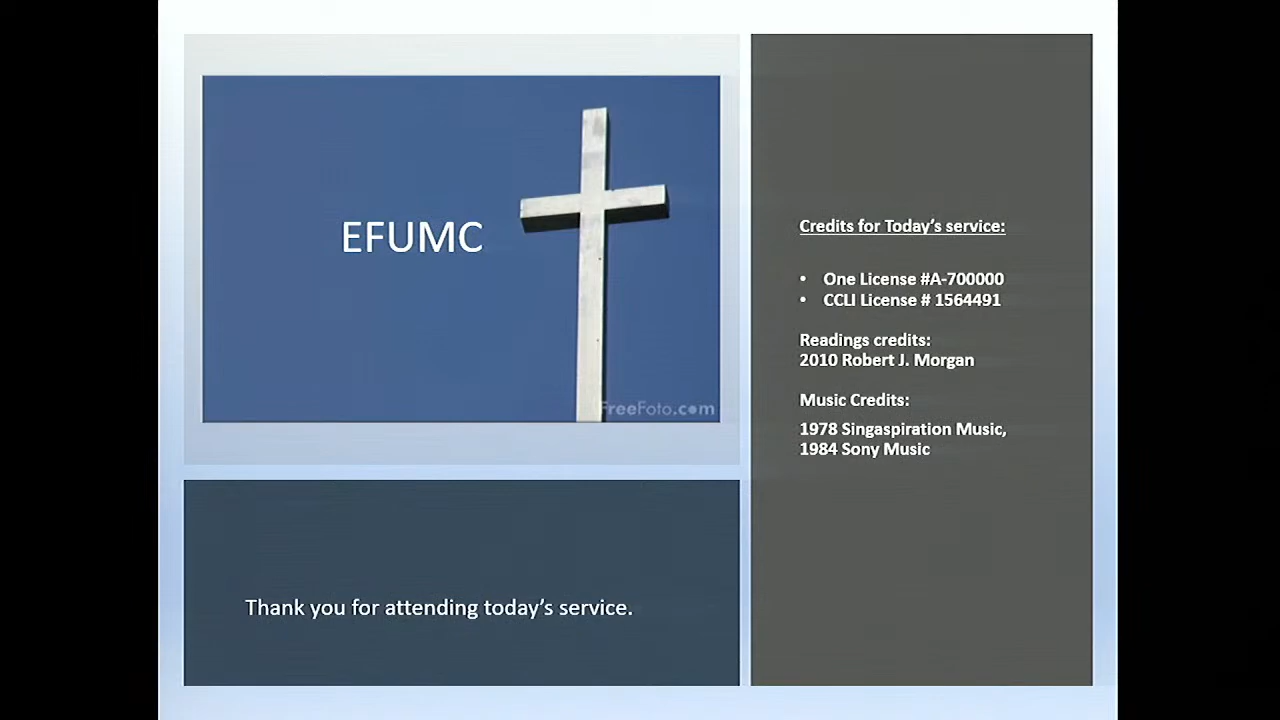 EFUMC
FreeFoto.com
Thank you for attending today's service.
Credits for Today's service:
• One License #A-700000
• CCLI License # 1564491
Readings credits:
2010 Robert J. Morgan
Music Credits:
1978 Singaspiration Music,
1984 Sony Music